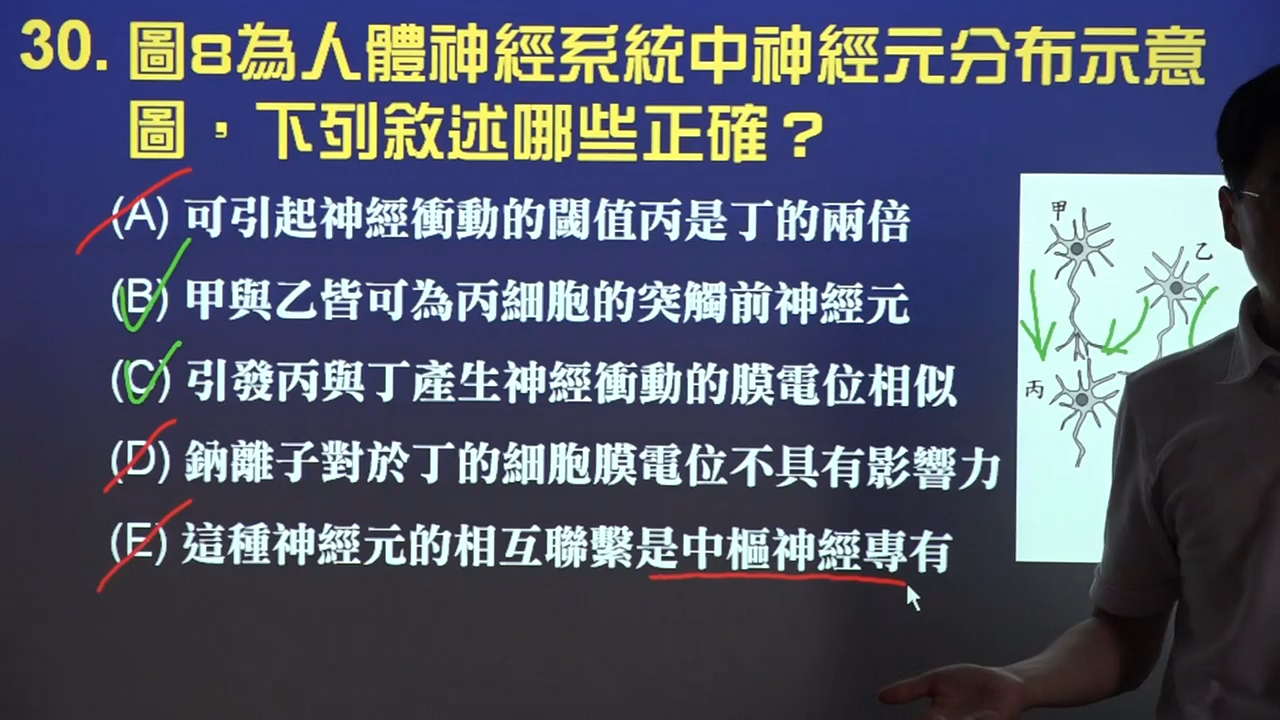 30. 圖8為人體神經系統中神經元分布示意
圖，下列敘述哪些正確？
(A) 可引起神經衝動的閾值丙是丁的兩倍
(B) 甲與乙皆可為丙細胞的突觸前神經元
(C) 引發丙與丁產生神經衝動的膜電位相似
(D) 鈉離子對於丁的細胞膜電位不具有影響力
(E) 這種神經元的相互聯繫是中樞神經專有
甲
乙
丙